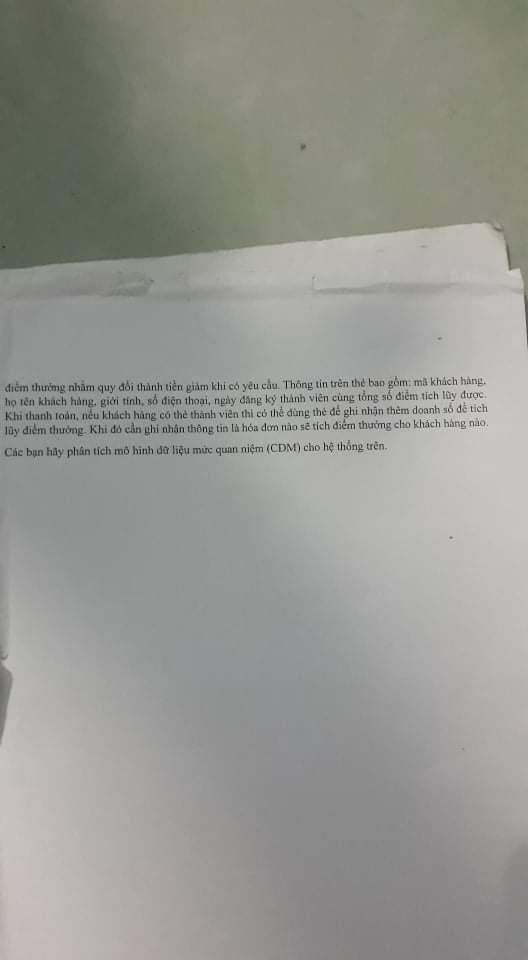 điểm thưởng nhằm quy đổi thành tiền giảm khi có yêu cầu. Thông tin trên thẻ bao gồm: mã khách hàng,
họ tên khách hàng, giới tính, số điện thoại, ngày đăng ký thành viên cùng tổng số điểm tích lũy được.
Khi thanh toán, nếu khách hàng có thẻ thành viên thì có thể dùng thẻ để ghi nhận thêm doanh số để tích
lũy điểm thưởng. Khi đó cần ghi nhận thông tin là hóa đơn nào sẽ tích điểm thưởng cho khách hàng nào.
Các bạn hãy phân tích mô hình dữ liệu mức quan niệm (CDM) cho hệ thống trên.